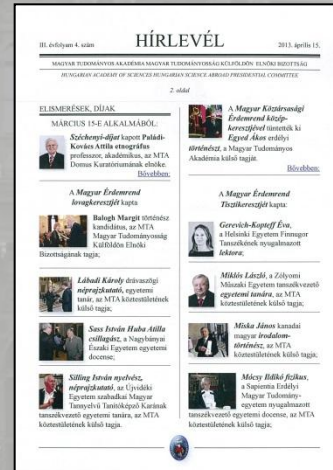 III. évfolyam 4. szám
HÍRLEVÉL
2013. április 15.
MAGYAR TUDOMÁNYOS AKADÉMIA MAGYAR TUDOMÁNYOSSÁG KÜLFÖLDÖN ELNÖKI BIZOTTSÁG
HUNGARIAN ACADEMY OF SCIENCES HUNGARIAN SCIENCE ABROAD PRESIDENTIAL COMMITTEE
2. oldal
ELISMERÉSEK, DÍJAK
MÁRCIUS 15-E ALKALMÁBÓL:
Széchenyi-díjat kapott Paládi-
Kovács Attila etnográfus
professzor, akadémikus, az MTA
Domus Kuratóriumának elnöke.
Bővebben:
A Magyar Érdemrend
lovagkeresztjét kapta:
Balogh Margit történész
kandidátus, az MTA
Magyar Tudományosság
Külföldön Elnöki
Bizottságának tagja;
Lábadi Károly drávaszögi
néprajzkutató, egyetemi
tanár, az MTA köztestületének
külső tagja;
Sass István Huba Atilla
csillagász, a Nagybányai
Északi Egyetem egyetemi
docense;
Silling István nyelvész,
néprajzkutató, az Újvidéki
Egyetem szabadkai Magyar
Tannyelvű Tanítóképző Karának
tanszékvezető egyetemi tanára, az MTA
köztestületének külső tagja.
A Magyar Köztársasági
Érdemrend közép-
keresztjével tüntették ki
Egyed Ákos erdélyi
történészt, a Magyar Tudományos
Akadémia külső tagját.
Bővebben:
A Magyar Érdemrend
Tisztikeresztjét kapta:
Gerevich-Kopteff Éva,
a Helsinki Egyetem Finnugor
Tanszékének nyugalmazott
lektora;
Miklós László, a Zólyomi
Műszaki Egyetem tanszékvezető
egyetemi tanára, az MTA
köztestületének külső tagja;
Miska János kanadai
magyar irodalom-
történész, az MTA
köztestületének külső tagja;
Mócsy Ildikó fizikus,
a Sapientia Erdélyi
Magyar Tudomány-
egyetem nyugalmazott
tanszékvezető egyetemi docense, az MTA
köztestületének külső tagja;